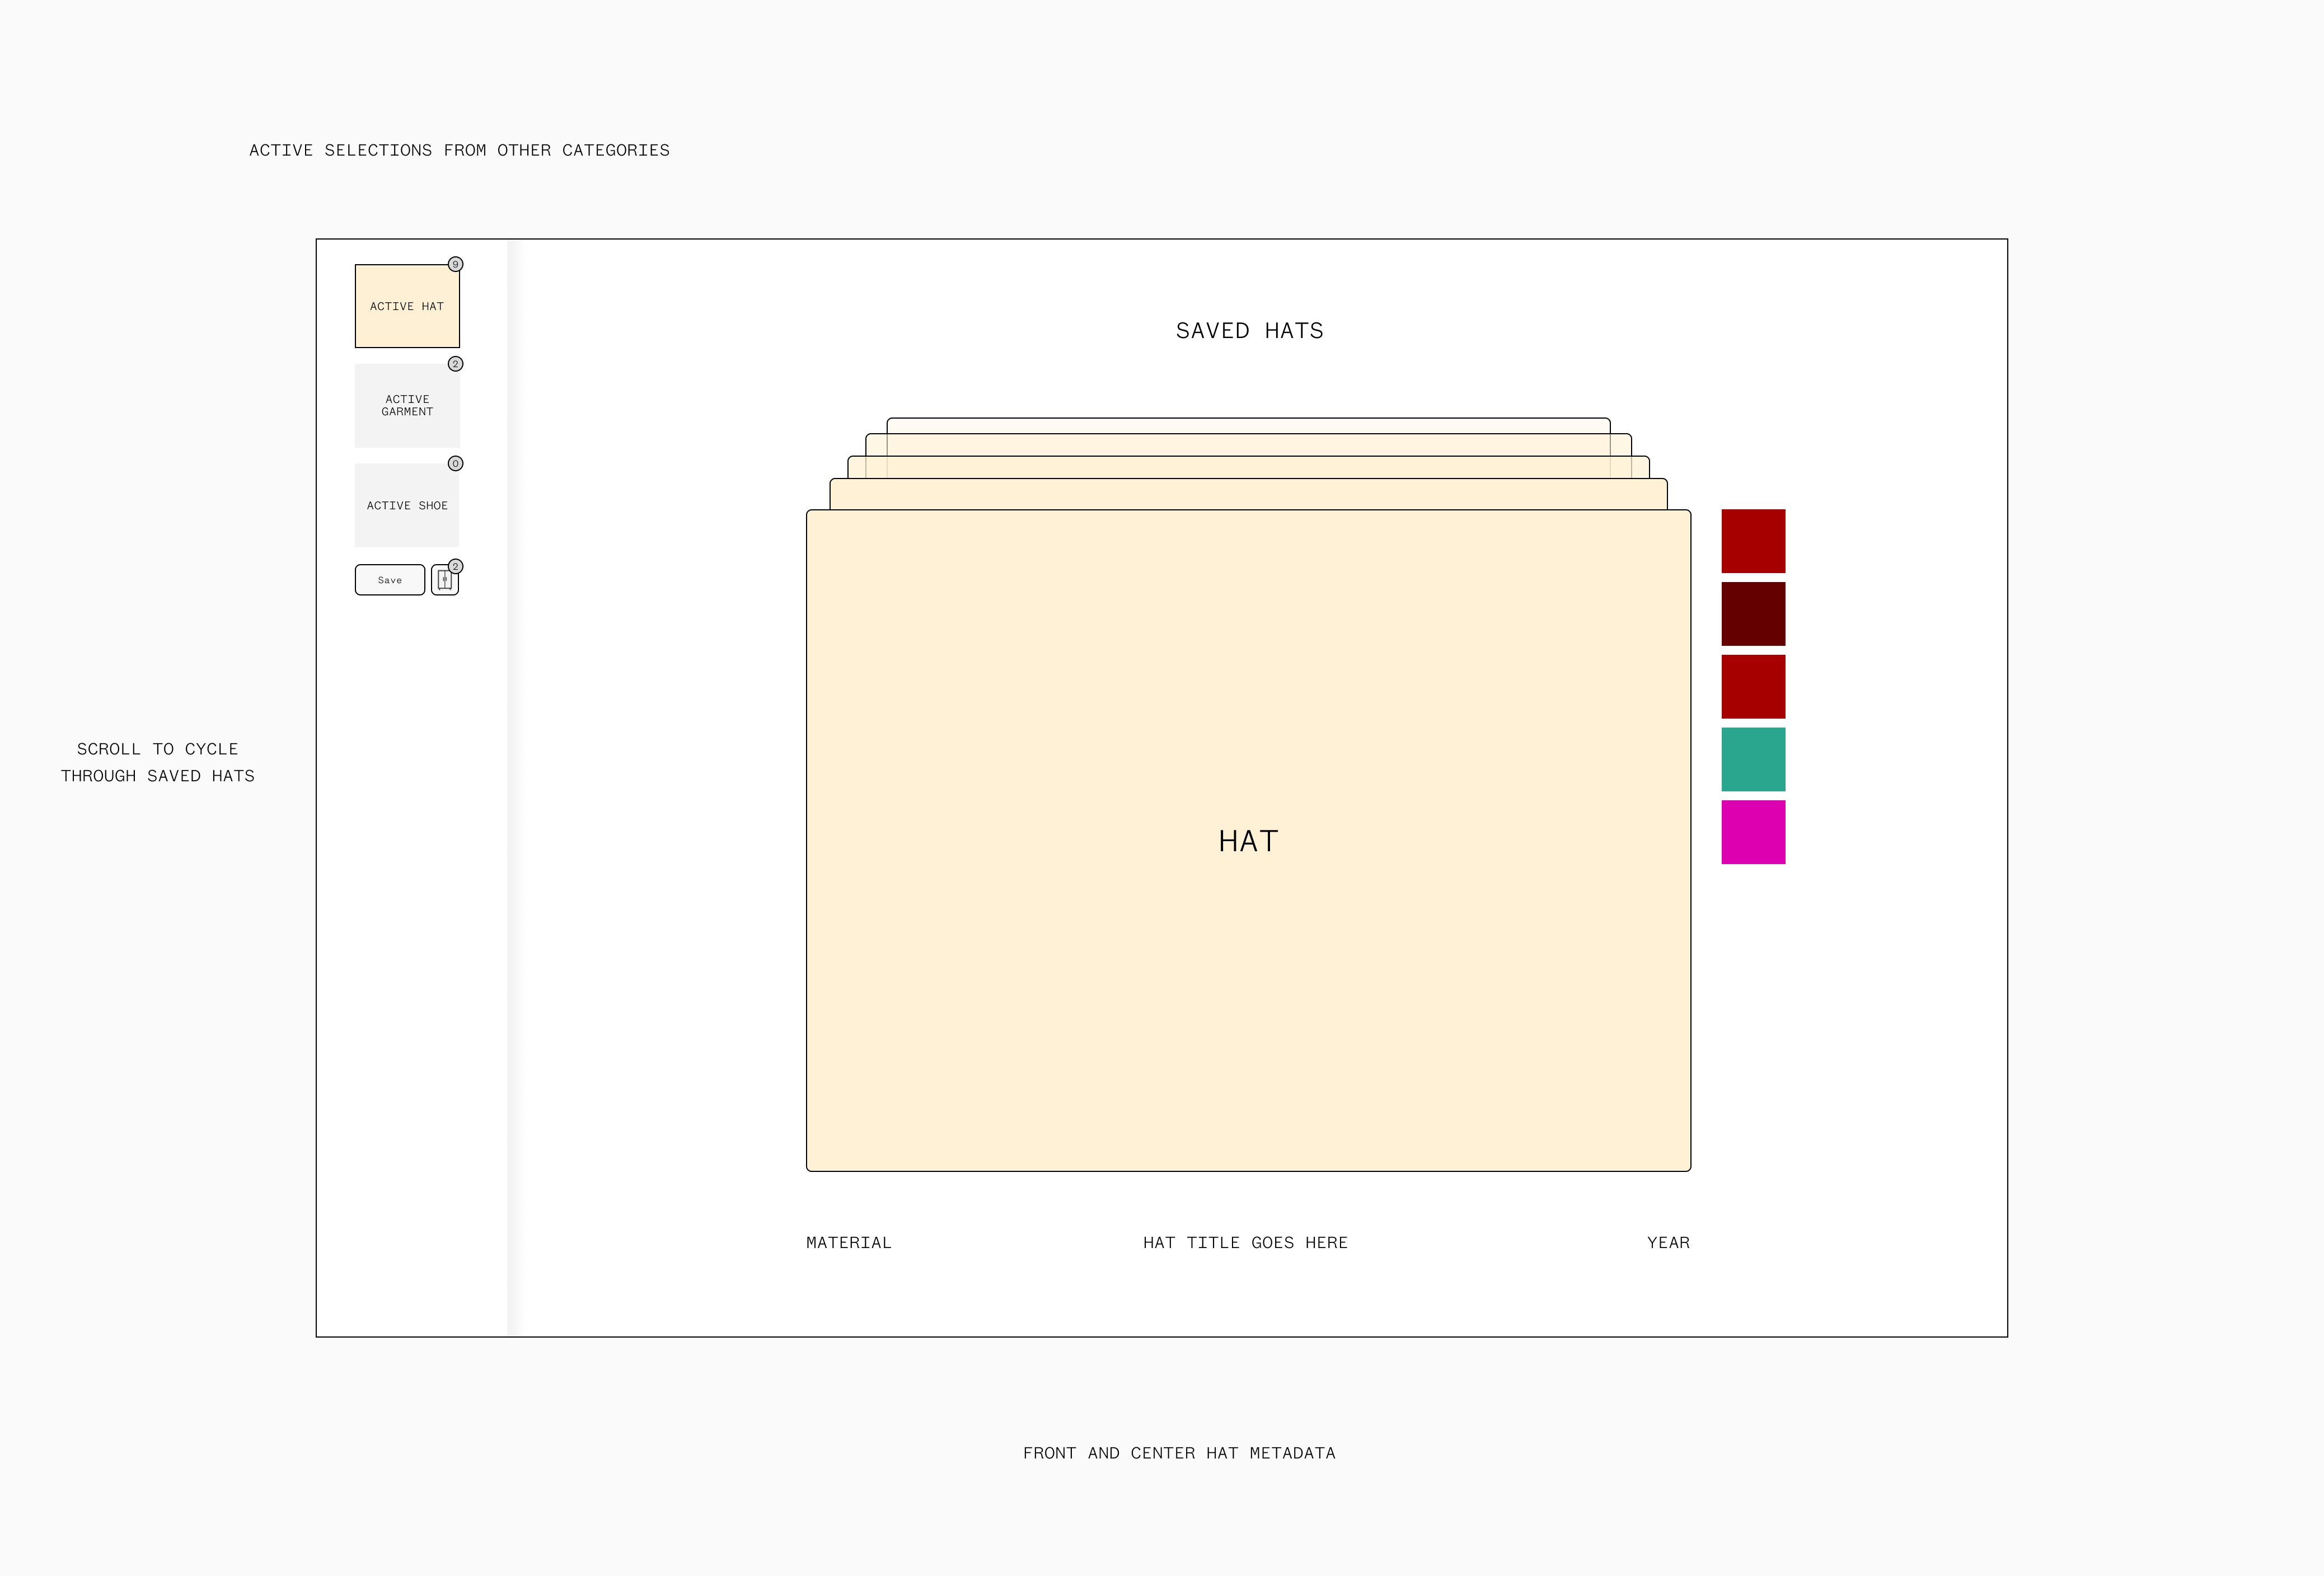 ACTIVE SELECTIONS FROM OTHER CATEGORIES
9
ACTIVE HAT
2
ACTIVE
GARMENT
0
ACTIVE SHOE
Save
2
SCROLL TO CYCLE
THROUGH SAVED HATS
SAVED HATS
HAT
MATERIAL
HAT TITLE GOES HERE
YEAR
FRONT AND CENTER HAT METADATA